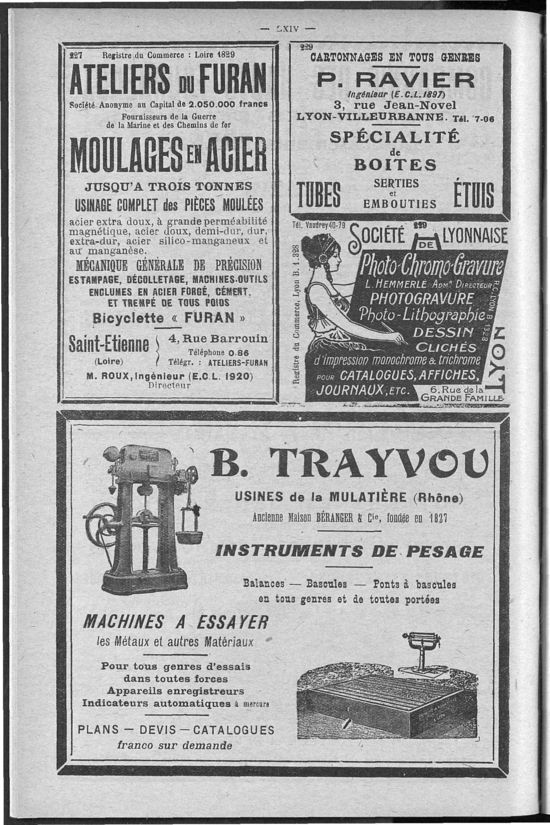 — LXIV —
227 Registre du Commerce : Loire 1829
ATELIERS DU FURAN
Société Anonyme au Capital de 2.050.000 francs
Fournisseurs de la Guerre
de la Marine et des Chemins de fer
MOULAGES EN ACIER
JUSQU'A TROIS TONNES
USINAGE COMPLET des PIÈCES MOULÉES
acier extra doux, à grande perméabilité
magnétique, acier doux, demi-dur, dur,
extra-dur, acier silico-manganeux et
au manganèse.
MÉCANIQUE GÉNÉRALE DE PRÉCISION
ESTAMPAGE, DÉCOLLETAGE, MACHINES-OUTILS
ENCLUMES EN ACIER FORGÉ, CÉMENT,
ET TREMPÉ DE TOUS POIDS
Bicyclette « FURAN »
Saint-Etienne
(Loire)
4, Rue Barrouin
Téléphone 0.86
Télégr. : ATELIERS-FURAN
M. ROUX, Ingénieur (E.C.L. 1920)
Directeur
229
CARTONNAGES EN TOUS GENRES
P. RAVIER
Ingénieur (E.C.L. 1897)
3, rue Jean-Novel
LYON-VILLEURBANNE. Tél. 7-06
SPÉCIALITÉ
de
BOITES
TUBES
SERTIES
et
EMBOUTIES
ÉTUIS
Tél. Vaudrey 40-79
229
SOCIÉTÉ LYONNAISE
DE
Photo-Chromo-Gravure
L. HEMMERLE ADMR DIRECTEUR
PHOTOGRAVURE
Photo-Lithographie
DESSIN
CLICHÉS
d'impression monochrome & trichrome
POUR CATALOGUES, AFFICHES,
JOURNAUX, ETC.
6, Rue de la
GRANDE FAMILLE
LYON
Registre du Commerce, Lyon B. 1.328
B. TRAYVOU
USINES de la MULATIÈRE (Rhône)
Ancienne Maison BÉRANGER & Cie, fondée en 1827
INSTRUMENTS DE PESAGE
Balances — Bascules — Ponts à bascules
en tous genres et de toutes portées
MACHINES A ESSAYER
les Métaux et autres Matériaux
Pour tous genres d'essais
dans toutes forces
Appareils enregistreurs
Indicateurs automatiques à mercure
PLANS — DEVIS — CATALOGUES
franco sur demande